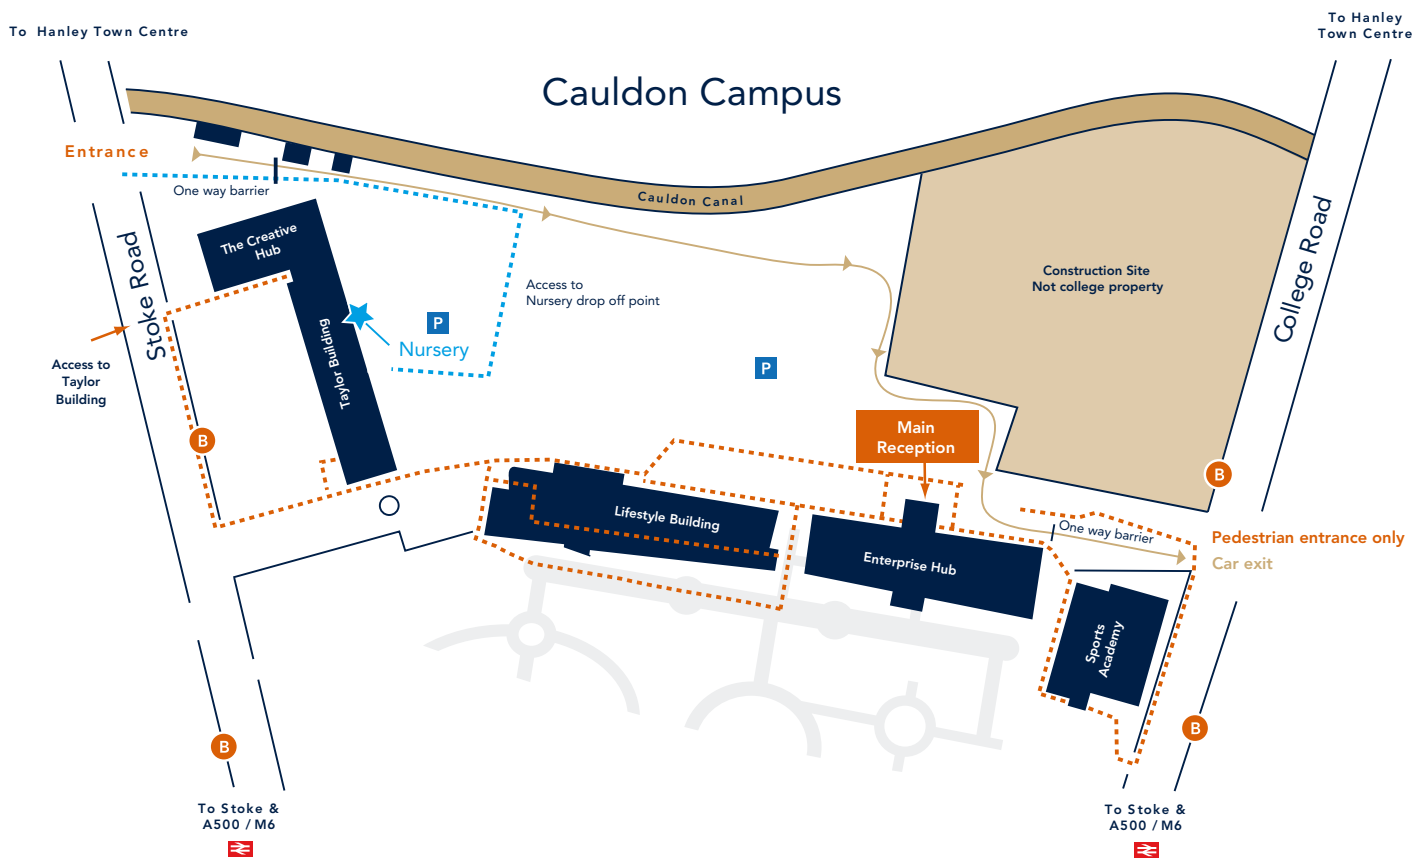 To Hanley Town Centre
To Hanley
Town Centre
Cauldon Campus
Entrance
One way barrier
Cauldon Canal
Stoke Road
College Road
The Creative
Hub
Access to
Nursery drop off point
Construction Site
Not college property
P
Nursery
Taylor Building
Access to
Taylor
Building
P
Main
Reception
B
B
Lifestyle Building
Enterprise Hub
One way barrier
Pedestrian entrance only
Car exit
Sports
Academy
B
B
To Stoke &
A500 / M6
To Stoke &
A500 / M6